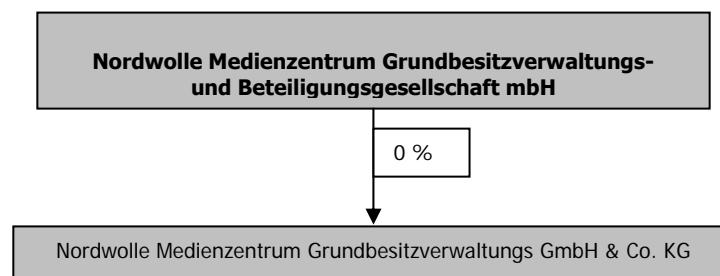 Nordwolle Medienzentrum Grundbesitzverwaltungs-
und Beteiligungsgesellschaft mbH
0 %
Nordwolle Medienzentrum Grundbesitzverwaltungs GmbH & Co. KG